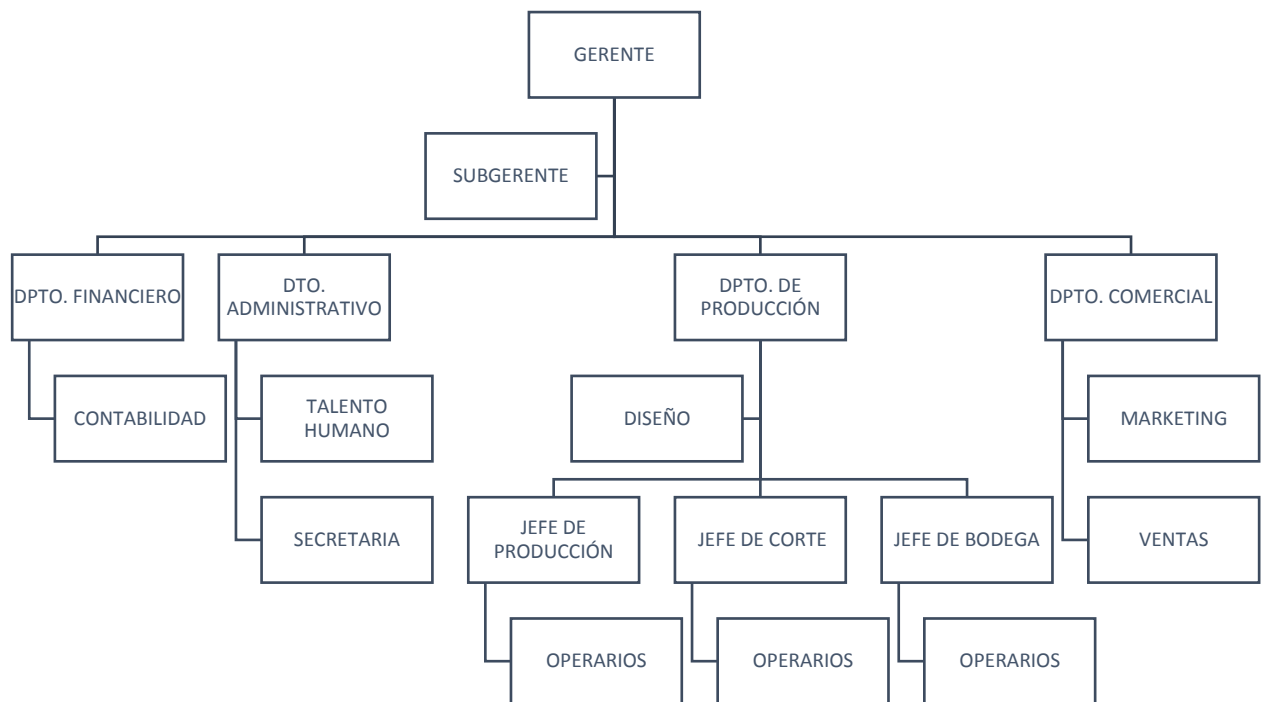 GERENTE
SUBGERENTE
DPTO. FINANCIERO
DTO.
ADMINISTRATIVO
DPTO. DE
PRODUCCIÓN
DPTO. COMERCIAL
CONTABILIDAD
TALENTO
HUMANO
DISEÑO
MARKETING
SECRETARIA
JEFE DE
PRODUCCIÓN
JEFE DE CORTE
JEFE DE BODEGA
VENTAS
OPERARIOS
OPERARIOS
OPERARIOS